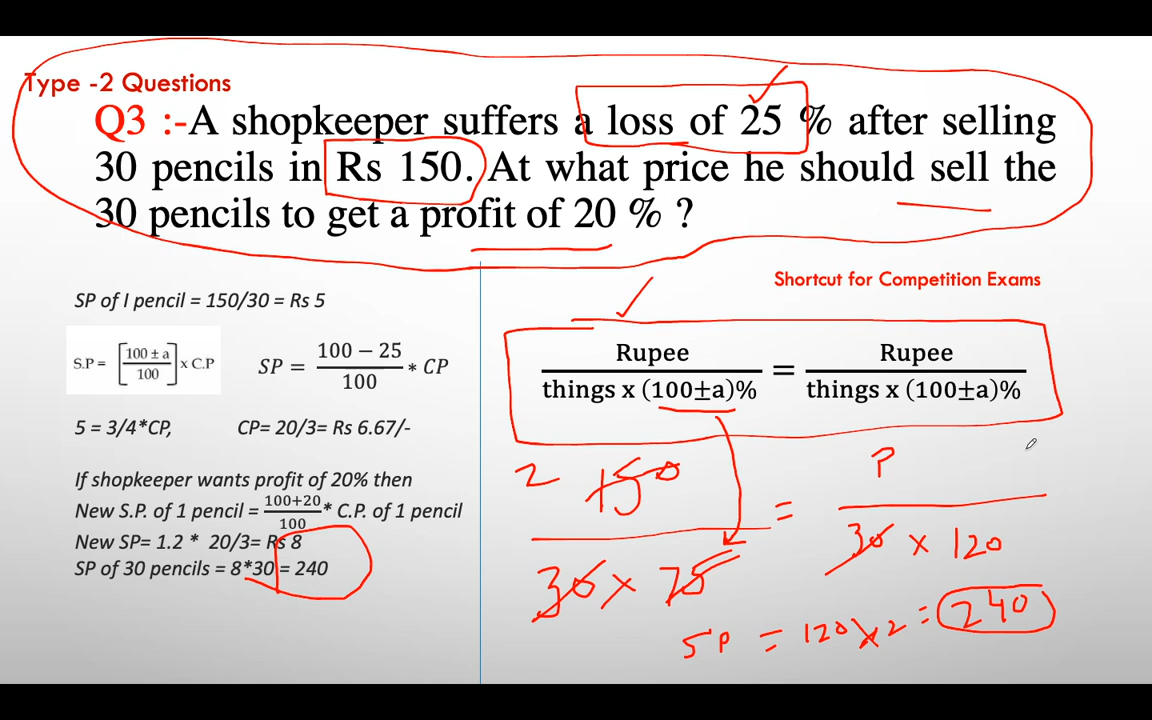 Type -2 Questions
Q3 :-A shopkeeper suffers a loss of 25 % after selling
30 pencils in Rs 150. At what price he should sell the
30 pencils to get a profit of 20 % ?
SP of I pencil = 150/30 = Rs 5
S.P = [100 ± a / 100] x C.P
SP = 100 − 25 / 100 * CP
5 = 3/4*CP, CP= 20/3= Rs 6.67/-
If shopkeeper wants profit of 20% then
New S.P. of 1 pencil = 100+20 / 100 * C.P. of 1 pencil
New SP= 1.2 * 20/3= Rs 8
SP of 30 pencils = 8*30 = 240
Shortcut for Competition Exams
Rupee / things x (100±a)% = Rupee / things x (100±a)%
2 150 / 30 x 75 = P / 30 x 120
SP = 120 x 2 = 240